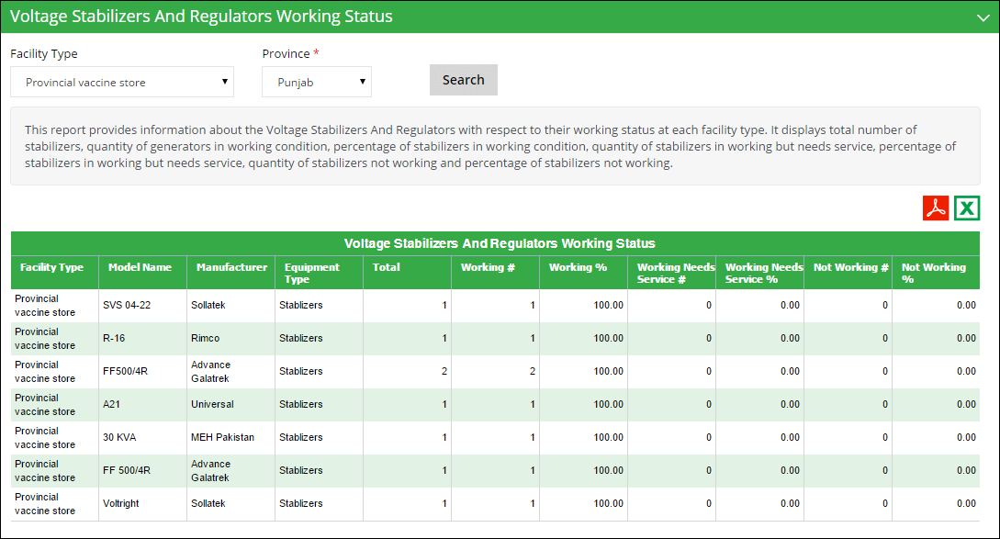 Voltage Stabilizers And Regulators Working Status
Facility Type
Province *
Provincial vaccine store
Punjab
Search
This report provides information about the Voltage Stabilizers And Regulators with respect to their working status at each facility type. It displays total number of
stabilizers, quantity of generators in working condition, percentage of stabilizers in working condition, quantity of stabilizers in working but needs service, percentage of
stabilizers in working but needs service, quantity of stabilizers not working and percentage of stabilizers not working.
Voltage Stabilizers And Regulators Working Status
Facility Type Model Name Manufacturer Equipment Type Total Working # Working % Working Needs Service # Working Needs Service % Not Working # Not Working %
Provincial vaccine store SVS 04-22 Sollatek Stablizers 1 1 100.00 0 0.00 0 0.00
Provincial vaccine store R-16 Rimco Stablizers 1 1 100.00 0 0.00 0 0.00
Provincial vaccine store FF500/4R Advance Galatrek Stablizers 2 2 100.00 0 0.00 0 0.00
Provincial vaccine store A21 Universal Stablizers 1 1 100.00 0 0.00 0 0.00
Provincial vaccine store 30 KVA MEH Pakistan Stablizers 1 1 100.00 0 0.00 0 0.00
Provincial vaccine store FF 500/4R Advance Galatrek Stablizers 1 1 100.00 0 0.00 0 0.00
Provincial vaccine store Voltright Sollatek Stablizers 1 1 100.00 0 0.00 0 0.00